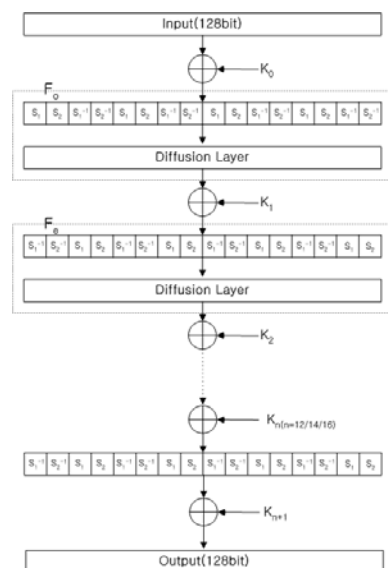 Input(128bit)
K₀
Fₒ
S₁ S₂ S₁⁻¹ S₂⁻¹ S₁ S₂ S₁⁻¹ S₂⁻¹ S₁ S₂ S₁⁻¹ S₂⁻¹ S₁ S₂ S₁⁻¹ S₂⁻¹
Diffusion Layer
K₁
Fₑ
S₁⁻¹ S₂⁻¹ S₁ S₂ S₁⁻¹ S₂⁻¹ S₁ S₂ S₁⁻¹ S₂⁻¹ S₁ S₂ S₁⁻¹ S₂⁻¹ S₁ S₂
Diffusion Layer
K₂
Kn(n=12/14/16)
S₁⁻¹ S₂⁻¹ S₁ S₂ S₁⁻¹ S₂⁻¹ S₁ S₂ S₁⁻¹ S₂⁻¹ S₁ S₂ S₁⁻¹ S₂⁻¹ S₁ S₂
Kn+1
Output(128bit)